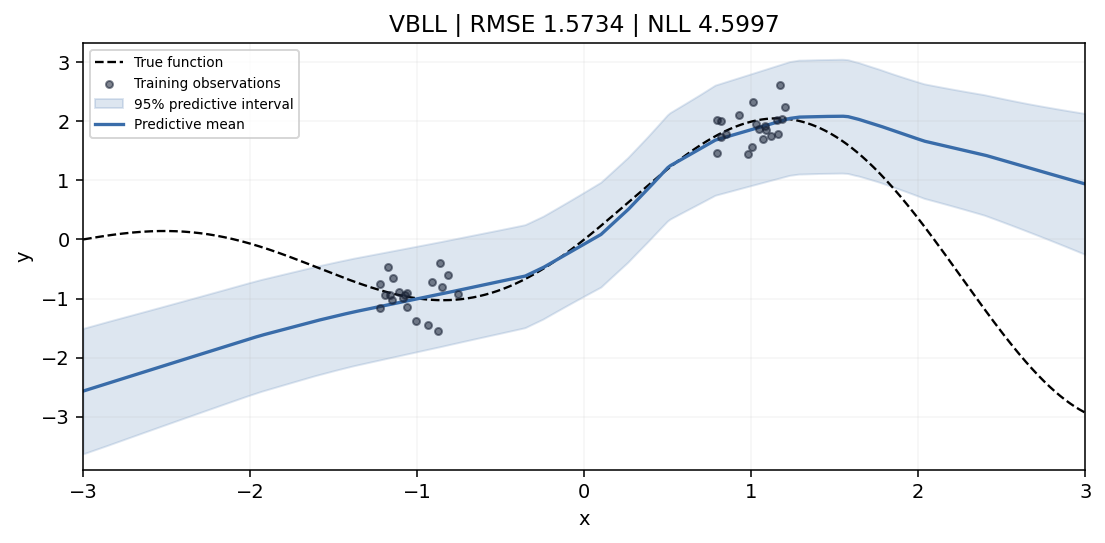 VBLL | RMSE 1.5734 | NLL 4.5997
True function
Training observations
95% predictive interval
Predictive mean
y
3
2
1
0
−1
−2
−3
−3
−2
−1
0
1
2
3
x